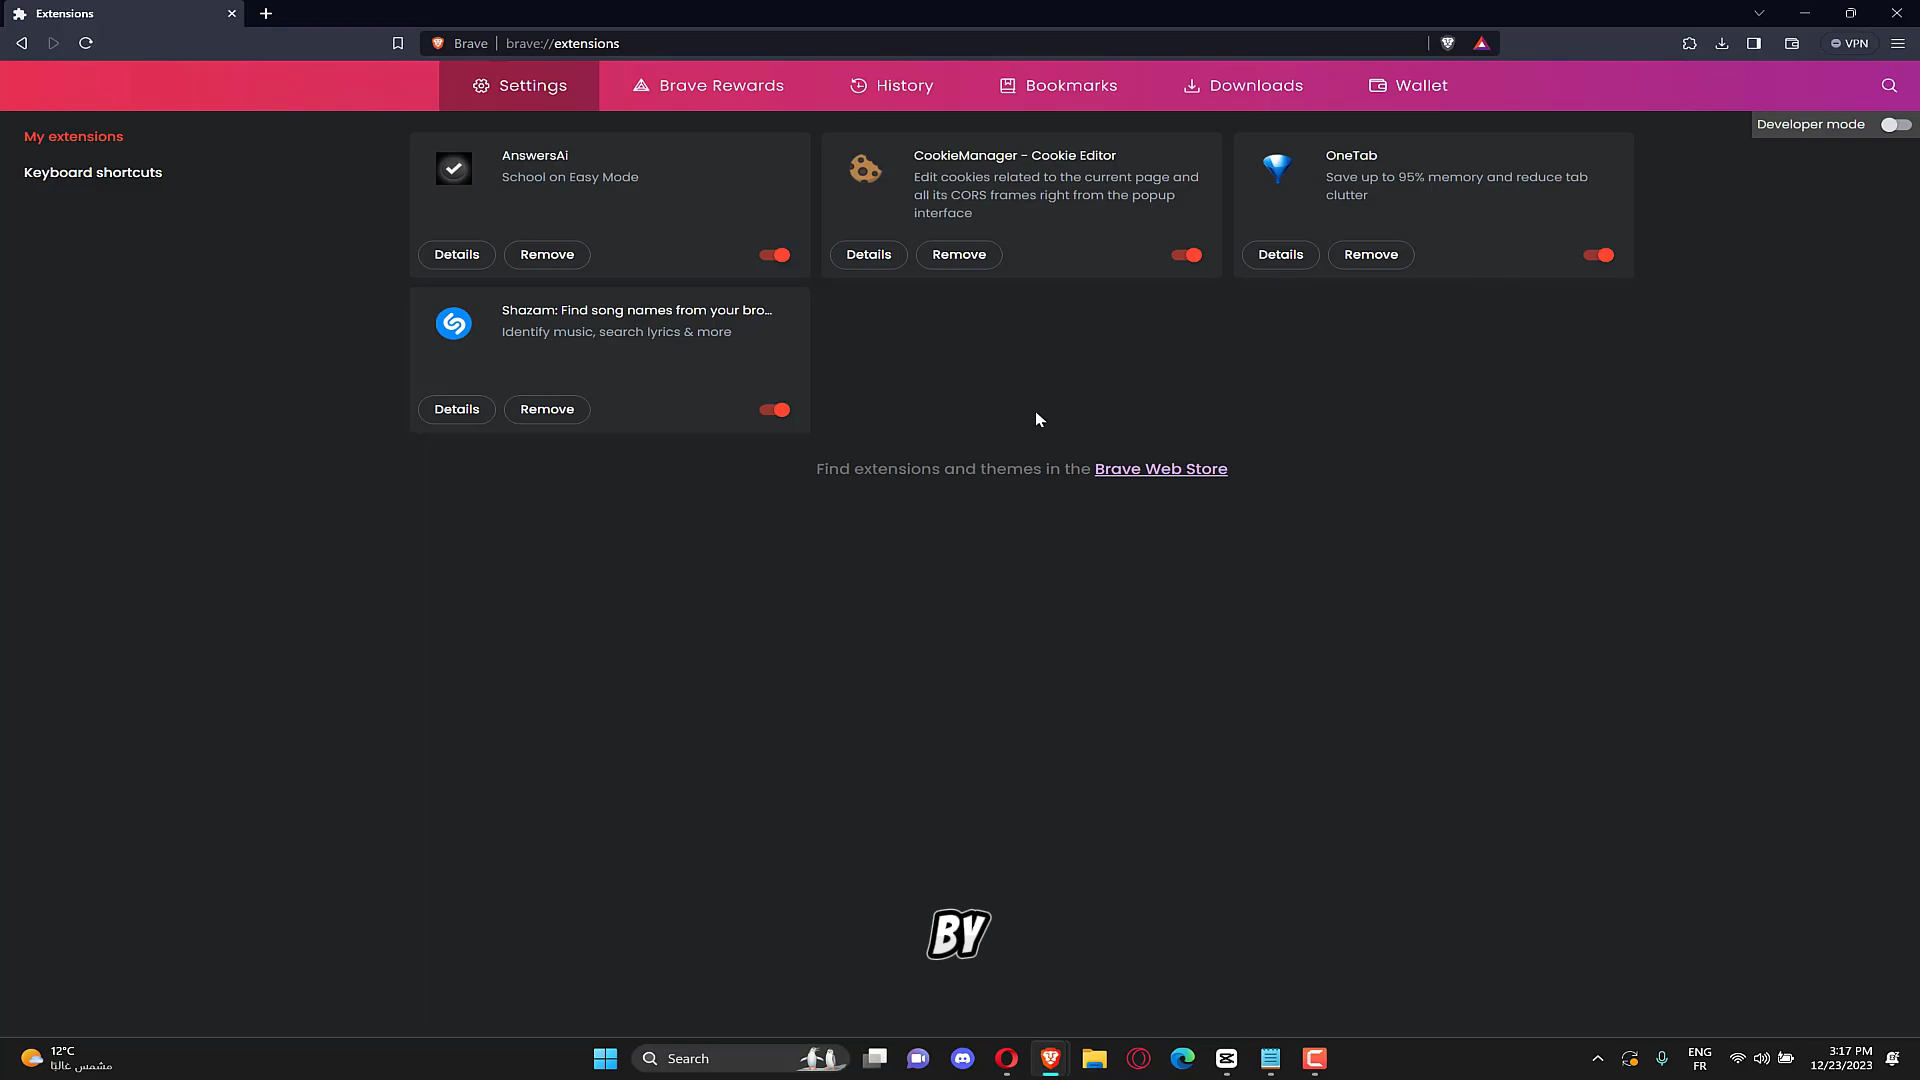 Extensions
Brave
brave://extensions
VPN
Settings
Brave Rewards
History
Bookmarks
Downloads
Wallet
My extensions
Keyboard shortcuts
Developer mode
AnswersAi
School on Easy Mode
Details
Remove
CookieManager - Cookie Editor
Edit cookies related to the current page and
all its CORS frames right from the popup
interface
Details
Remove
OneTab
Save up to 95% memory and reduce tab
clutter
Details
Remove
Shazam: Find song names from your bro...
Identify music, search lyrics & more
Details
Remove
Find extensions and themes in the Brave Web Store
BY
12°C
مشمس غالبًا
Search
ENG
FR
3:17 PM
12/23/2023